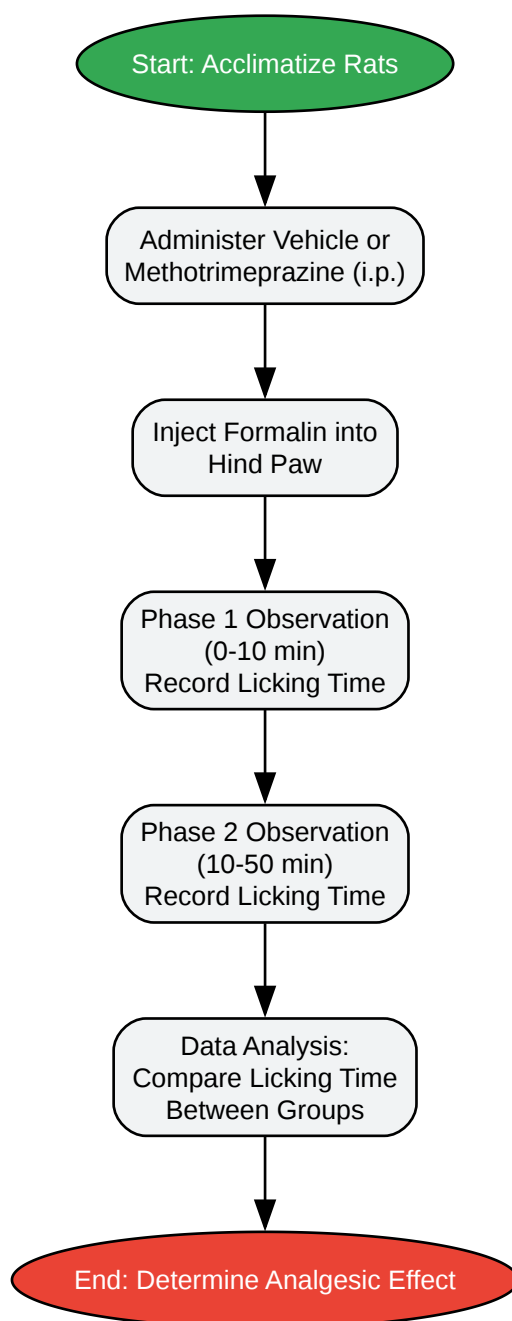 Start: Acclimatize Rats
Administer Vehicle or
Methotrimeprazine (i.p.)
Inject Formalin into
Hind Paw
Phase 1 Observation
(0-10 min)
Record Licking Time
Phase 2 Observation
(10-50 min)
Record Licking Time
Data Analysis:
Compare Licking Time
Between Groups
End: Determine Analgesic Effect